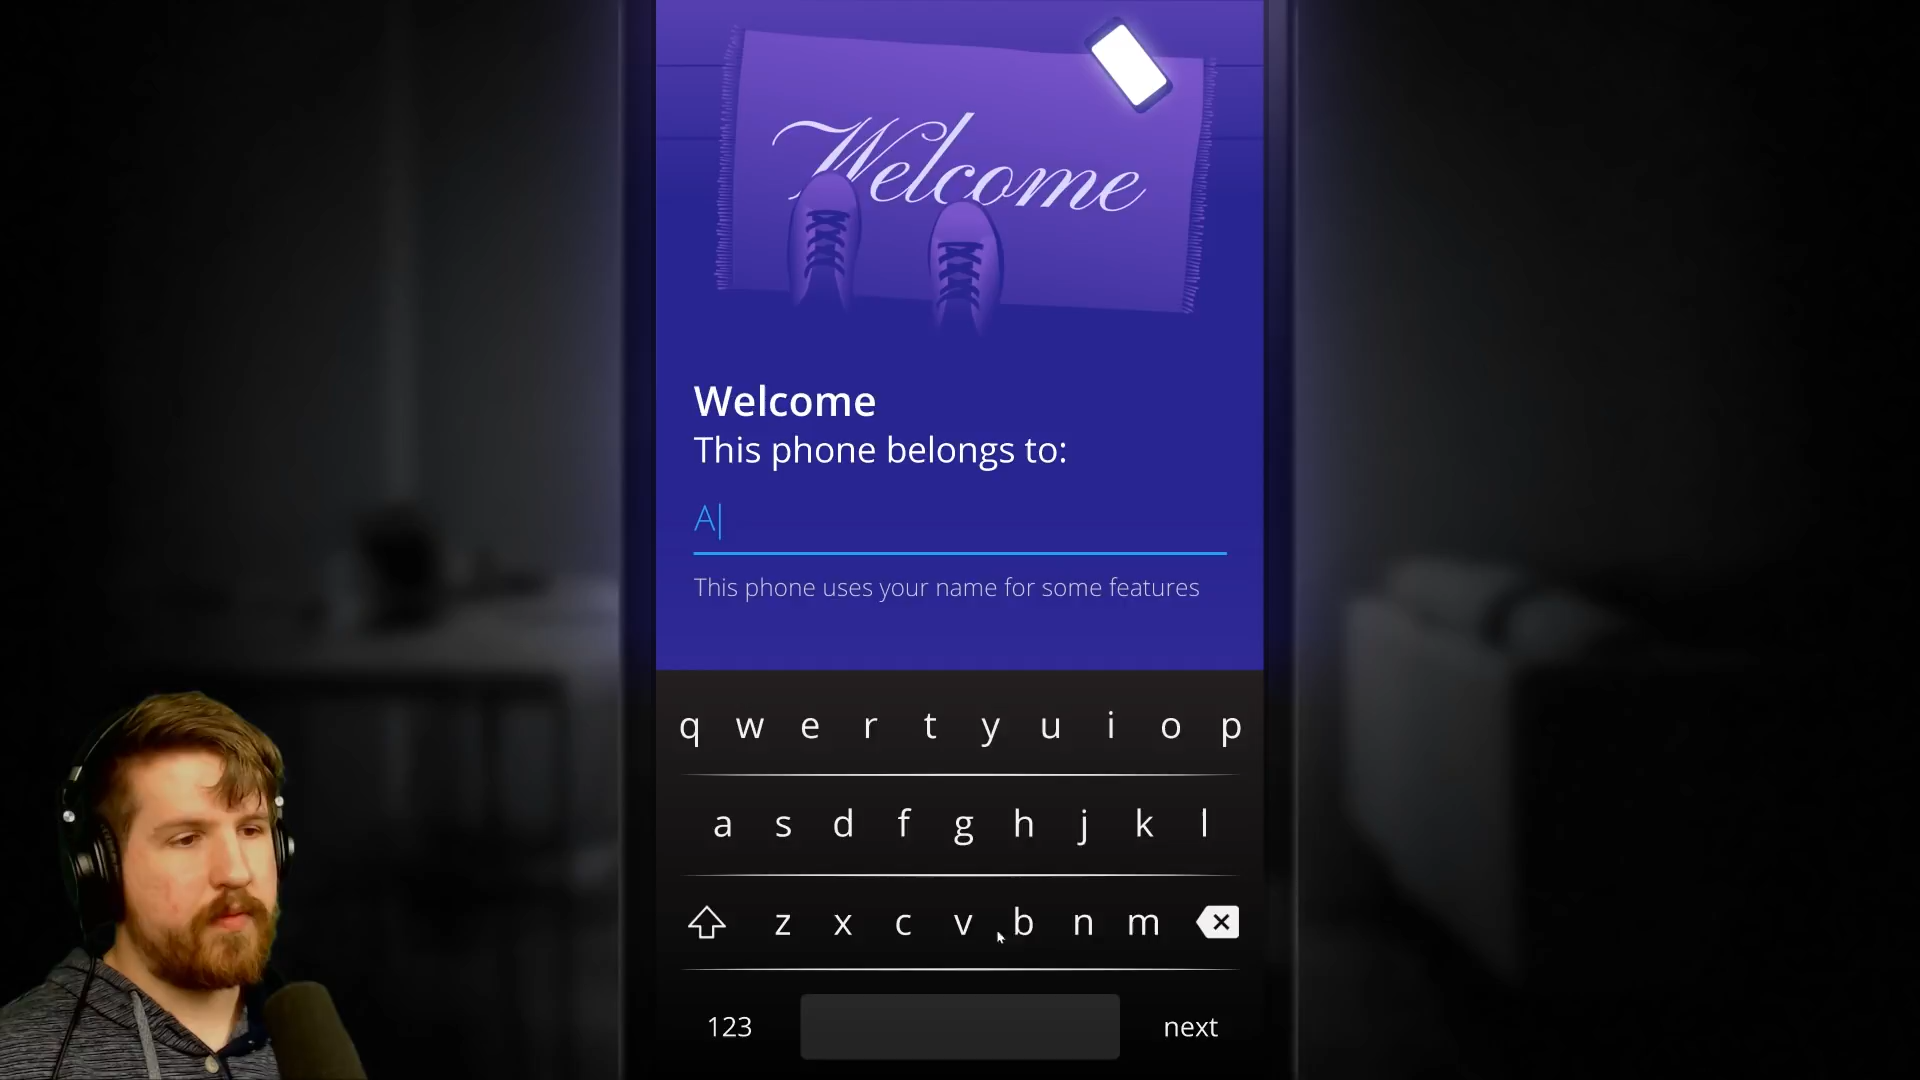 Welcome
Welcome
This phone belongs to:
A
This phone uses your name for some features
q w e r t y u i o p
a s d f g h j k l
z x c v b n m
123 next